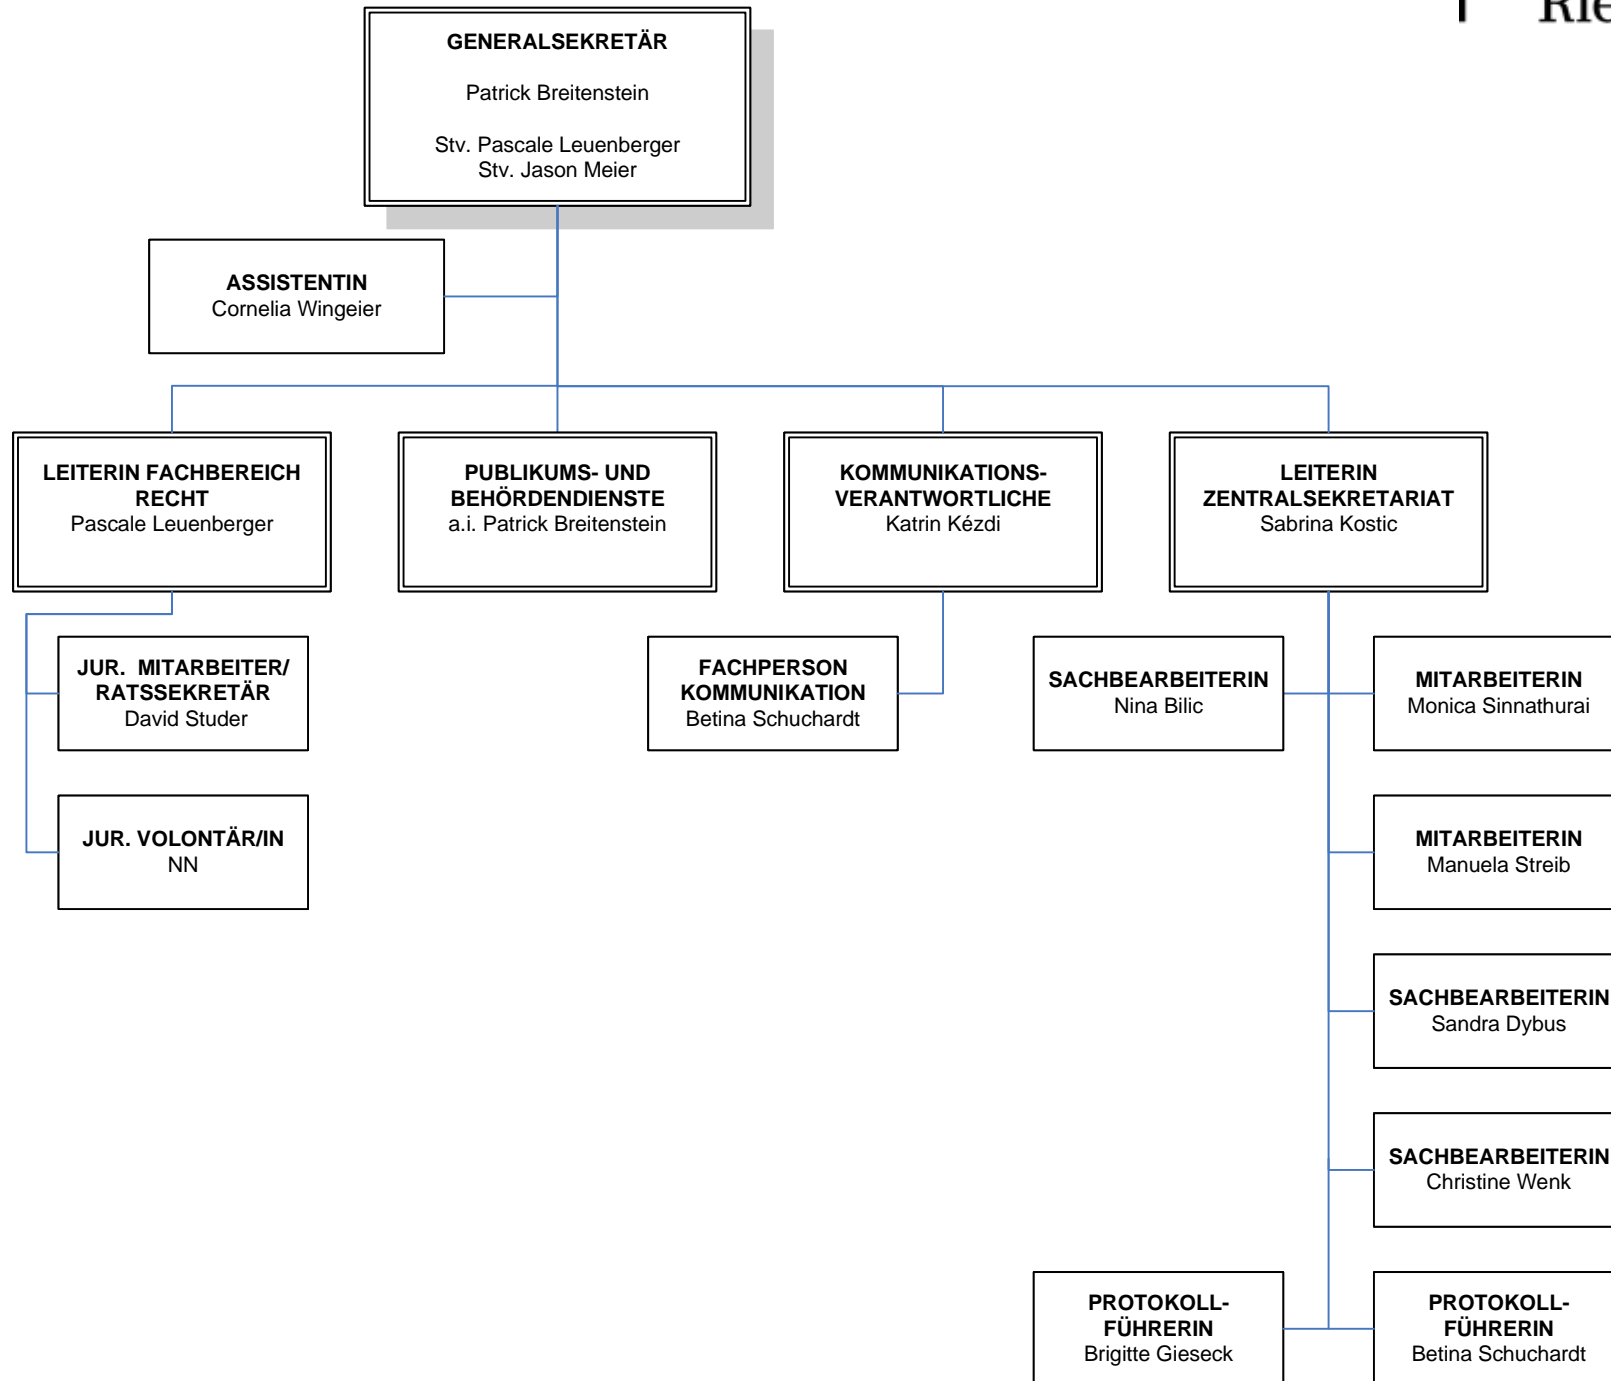 Rie
GENERALSEKRETÄR
Patrick Breitenstein
Stv. Pascale Leuenberger
Stv. Jason Meier
ASSISTENTIN
Cornelia Wingeier
LEITERIN FACHBEREICH
RECHT
Pascale Leuenberger
PUBLIKUMS- UND
BEHÖRDENDIENSTE
a.i. Patrick Breitenstein
KOMMUNIKATIONS-
VERANTWORTLICHE
Katrin Kézdi
LEITERIN
ZENTRALSEKRETARIAT
Sabrina Kostic
JUR. MITARBEITER/
RATSSEKRETÄR
David Studer
FACHPERSON
KOMMUNIKATION
Betina Schuchardt
SACHBEARBEITERIN
Nina Bilic
MITARBEITERIN
Monica Sinnathurai
JUR. VOLONTÄR/IN
NN
MITARBEITERIN
Manuela Streib
SACHBEARBEITERIN
Sandra Dybus
SACHBEARBEITERIN
Christine Wenk
PROTOKOLL-
FÜHRERIN
Brigitte Gieseck
PROTOKOLL-
FÜHRERIN
Betina Schuchardt